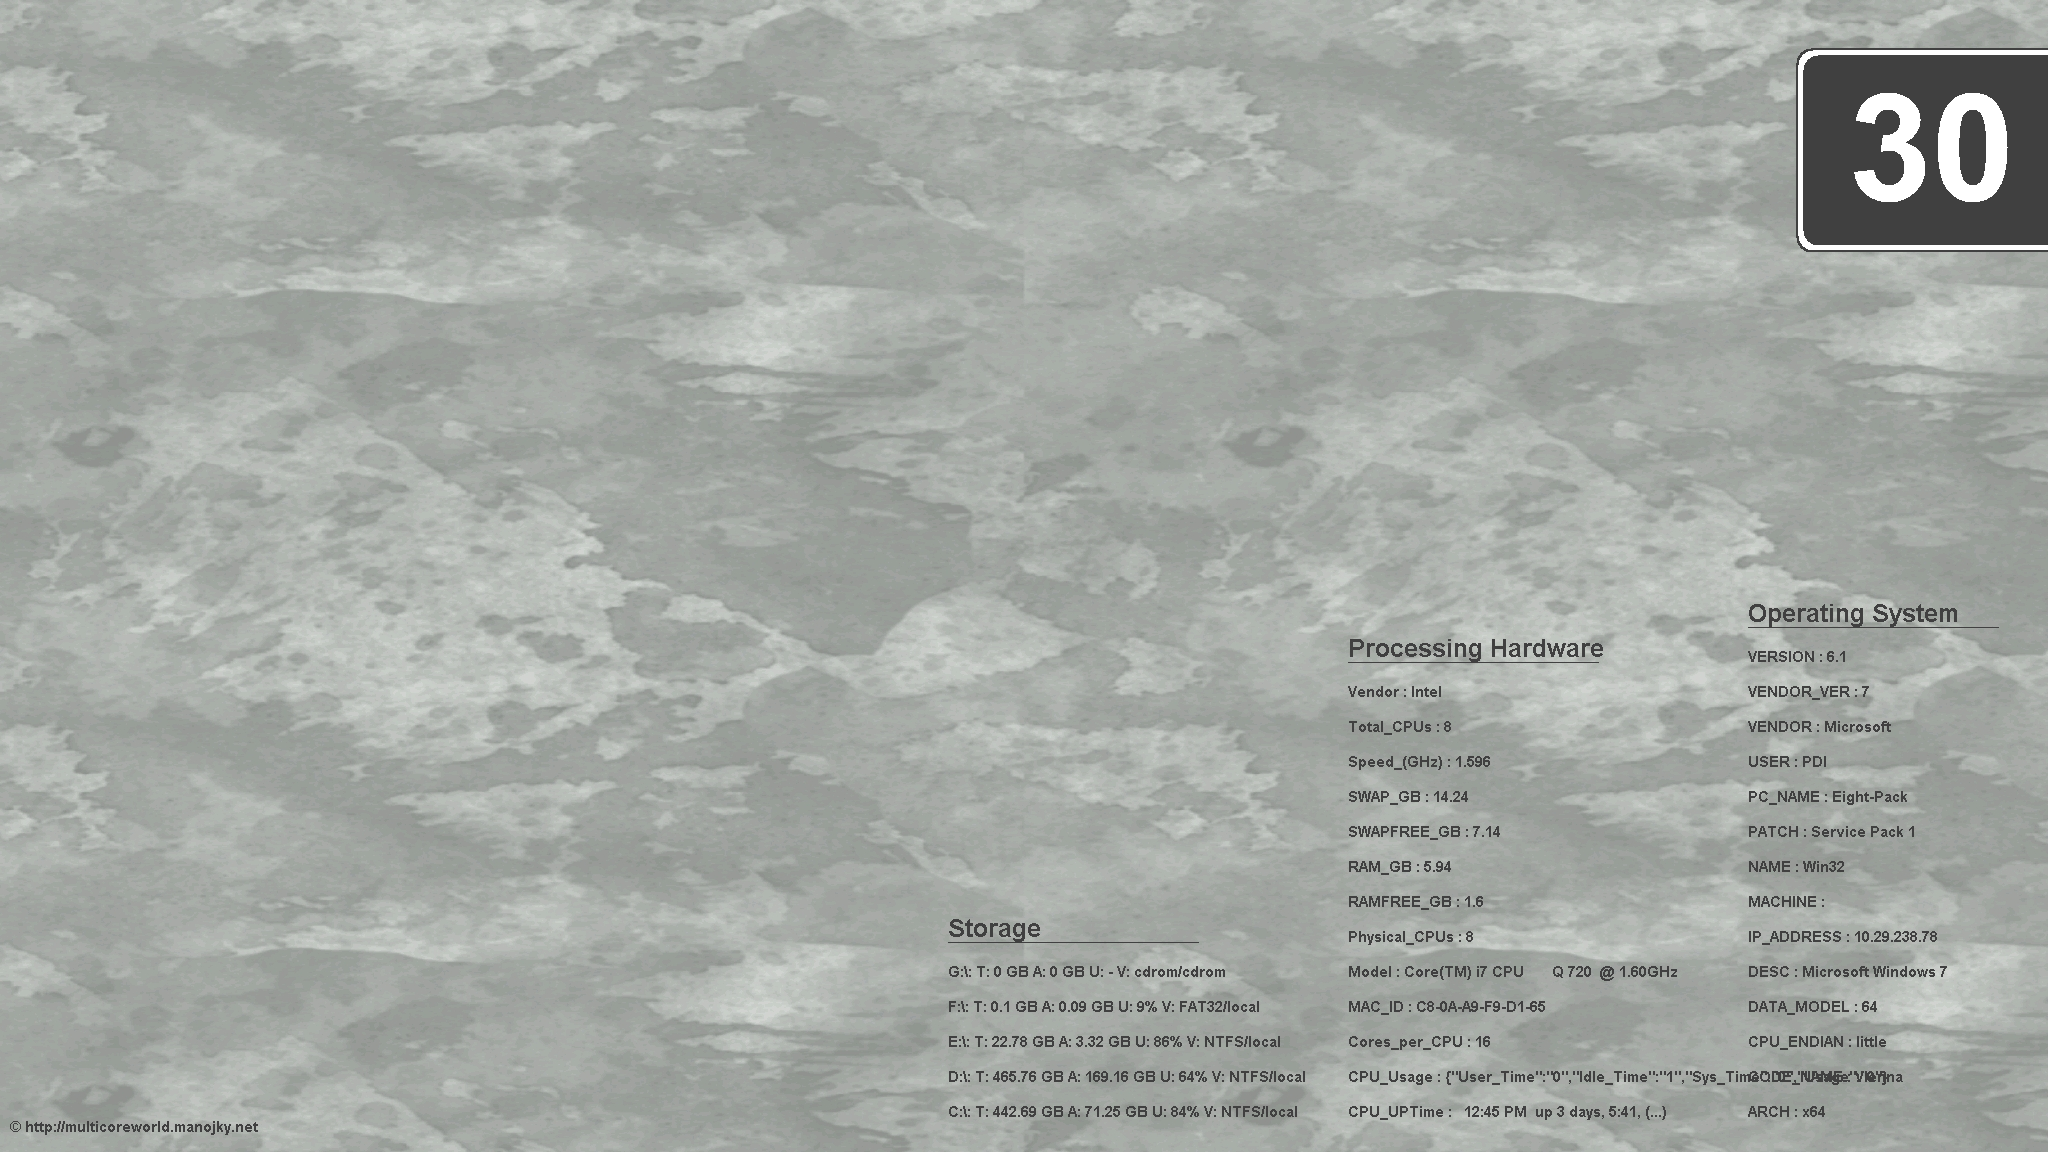 30
Operating System
VERSION : 6.1
VENDOR_VER : 7
VENDOR : Microsoft
USER : PDI
PC_NAME : Eight-Pack
PATCH : Service Pack 1
NAME : Win32
MACHINE :
IP_ADDRESS : 10.29.238.78
DESC : Microsoft Windows 7
DATA_MODEL : 64
CPU_ENDIAN : little
CODE_NAME : Vienna
ARCH : x64
Processing Hardware
Vendor : Intel
Total_CPUs : 8
Speed_(GHz) : 1.596
SWAP_GB : 14.24
SWAPFREE_GB : 7.14
RAM_GB : 5.94
RAMFREE_GB : 1.6
Physical_CPUs : 8
Model : Core(TM) i7 CPU Q 720 @ 1.60GHz
MAC_ID : C8-0A-A9-F9-D1-65
Cores_per_CPU : 16
CPU_Usage : {"User_Time":"0","Idle_Time":"1","Sys_Time
CPU_UPTime : 12:45 PM up 3 days, 5:41, (...)
Storage
G:\: T: 0 GB A: 0 GB U: - V: cdrom/cdrom
F:\: T: 0.1 GB A: 0.09 GB U: 9% V: FAT32/local
E:\: T: 22.78 GB A: 3.32 GB U: 86% V: NTFS/local
D:\: T: 465.76 GB A: 169.16 GB U: 64% V: NTFS/local
C:\: T: 442.69 GB A: 71.25 GB U: 84% V: NTFS/local
© http://multicoreworld.manojky.net